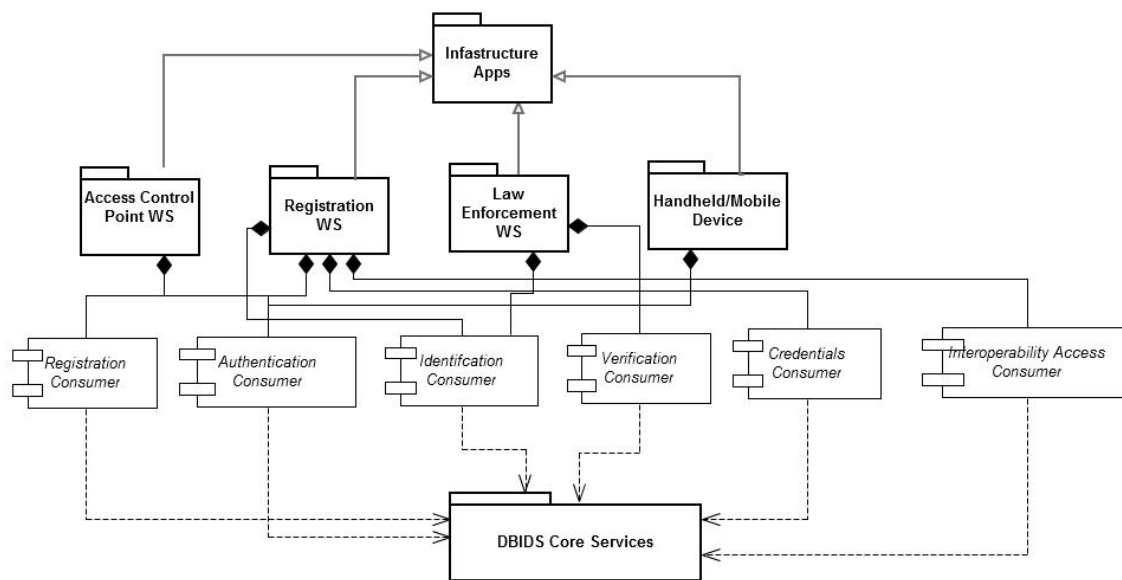 Infastructure
Apps
Access Control
Point WS
Registration
WS
Law
Enforcement
WS
Handheld/Mobile
Device
Registration
Consumer
Authentication
Consumer
Identifcation
Consumer
Verification
Consumer
Credentials
Consumer
Interoperability Access
Consumer
DBIDS Core Services